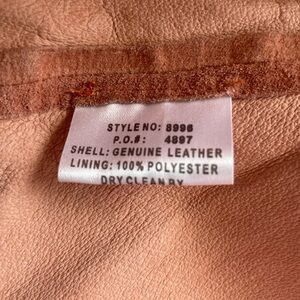 STYLE NO: 8996
P.O.#: 4897
SHELL: GENUINE LEATHER
LINING: 100% POLYESTER
DRY CLEAN BY